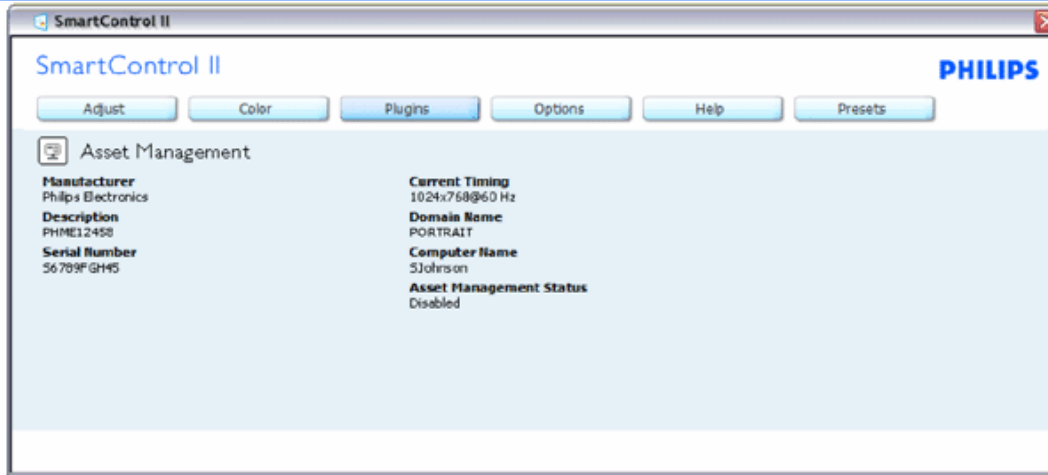 SmartControl II
SmartControl II
PHILIPS
Adjust Color Plugins Options Help Presets
Asset Management
Manufacturer
Philips Electronics
Description
PHME12458
Serial Number
56789FGH45
Current Timing
1024x768@60 Hz
Domain Name
PORTRAIT
Computer Name
SJohnson
Asset Management Status
Disabled